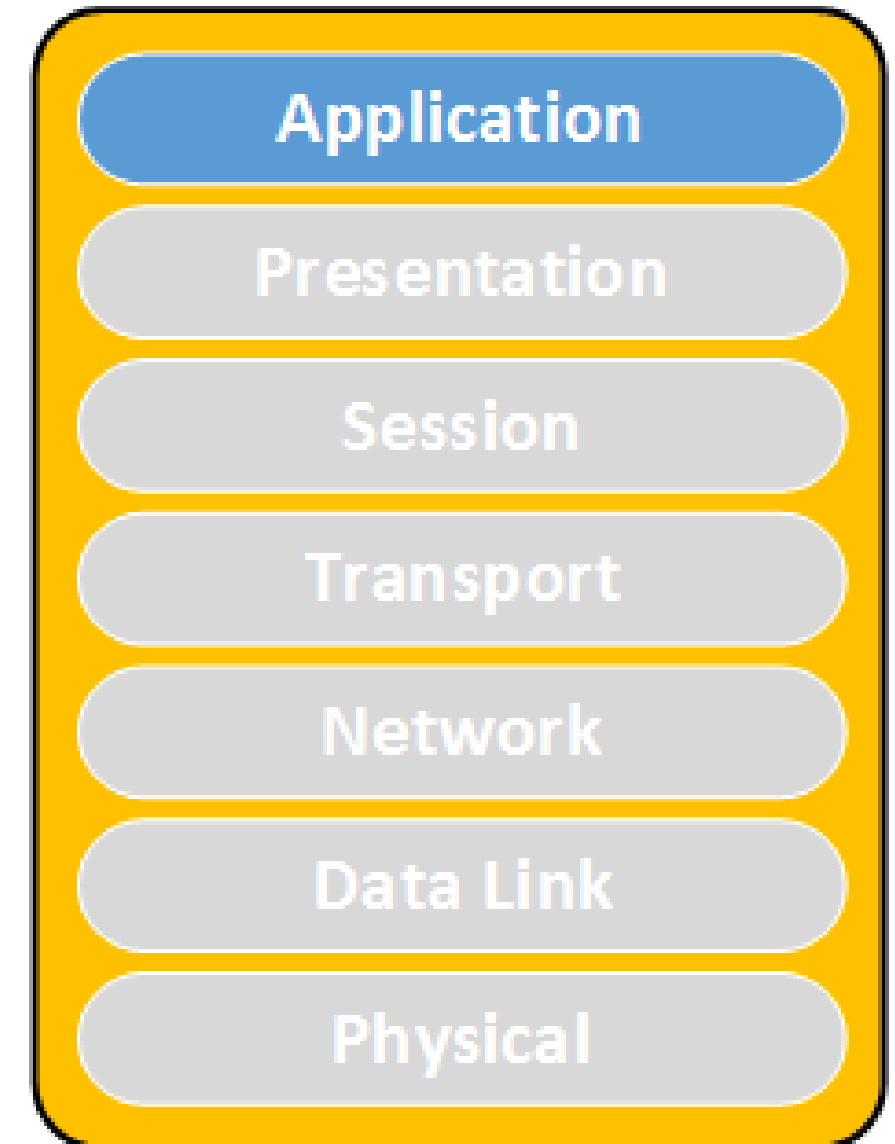 Application
Presentation
Session
Transport
Network
Data Link
Physical